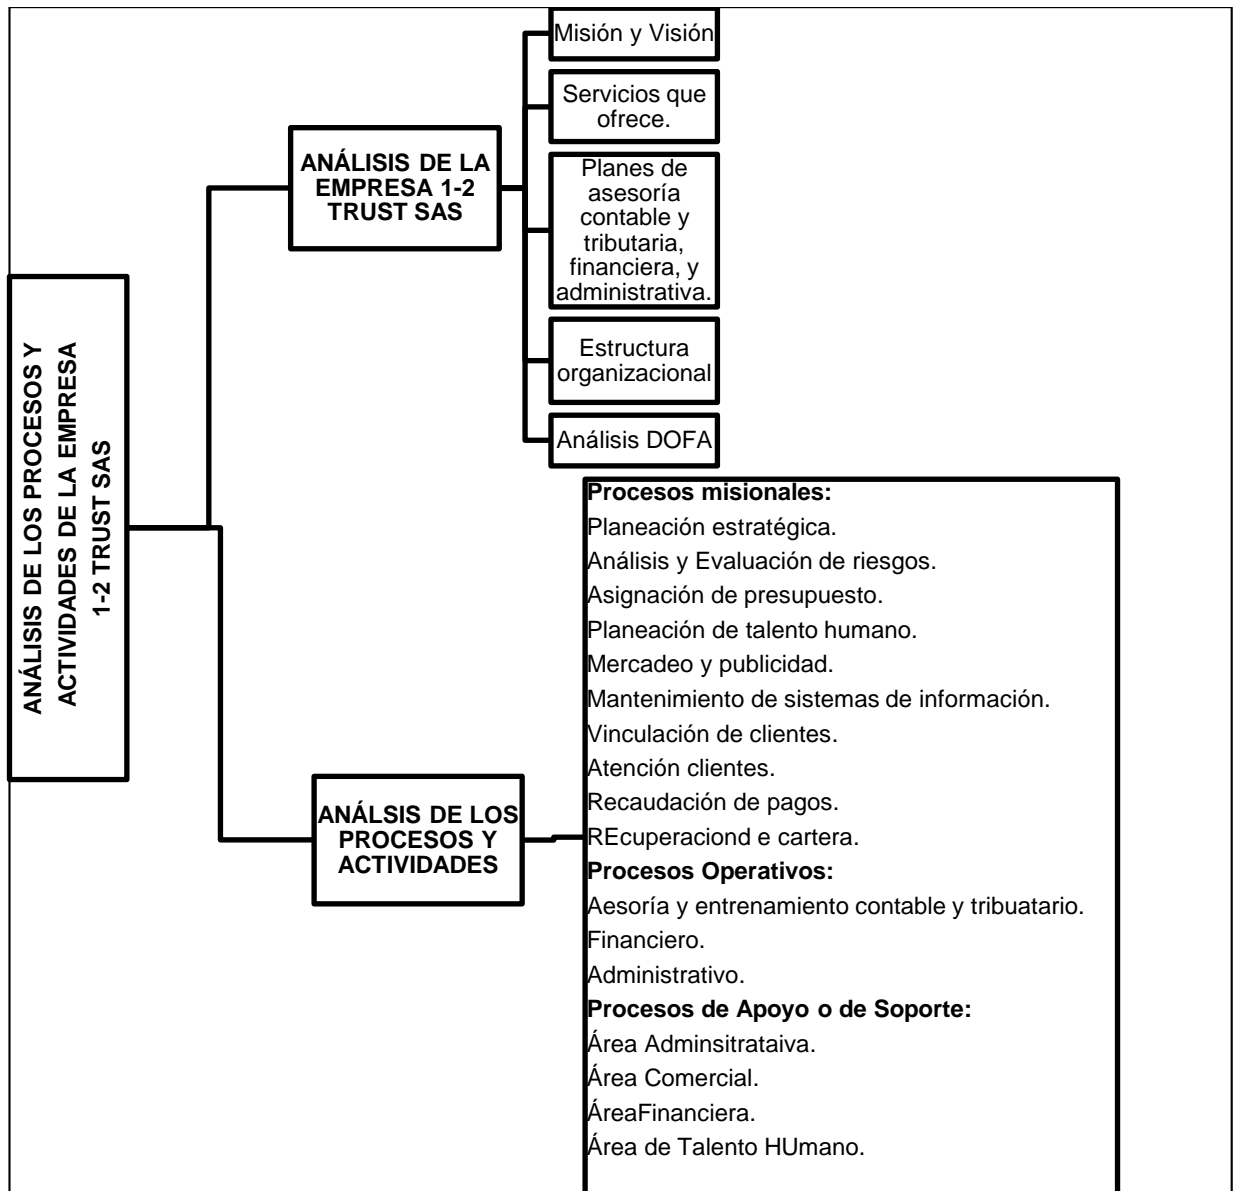 ANÁLISIS DE LOS PROCESOS Y
ACTIVIDADES DE LA EMPRESA
1-2 TRUST SAS
ANÁLISIS DE LA
EMPRESA 1-2
TRUST SAS
Misión y Visión
Servicios que
ofrece.
Planes de
asesoría
contable y
tributaria,
financiera, y
administrativa.
Estructura
organizacional
Análisis DOFA
ANÁLSIS DE LOS
PROCESOS Y
ACTIVIDADES
Procesos misionales:
Planeación estratégica.
Análisis y Evaluación de riesgos.
Asignación de presupuesto.
Planeación de talento humano.
Mercadeo y publicidad.
Mantenimiento de sistemas de información.
Vinculación de clientes.
Atención clientes.
Recaudación de pagos.
REcuperaciond e cartera.
Procesos Operativos:
Aesoría y entrenamiento contable y tribuatario.
Financiero.
Administrativo.
Procesos de Apoyo o de Soporte:
Área Adminsitrataiva.
Área Comercial.
ÁreaFinanciera.
Área de Talento HUmano.